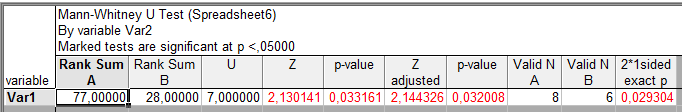 Mann-Whitney U Test (Spreadsheet6)
By variable Var2
Marked tests are significant at p <,05000
variable Rank Sum A Rank Sum B U Z p-value Z adjusted p-value Valid N A Valid N B 2*1sided exact p
Var1 77,00000 28,00000 7,000000 2,130141 0,033161 2,144326 0,032008 8 6 0,029304